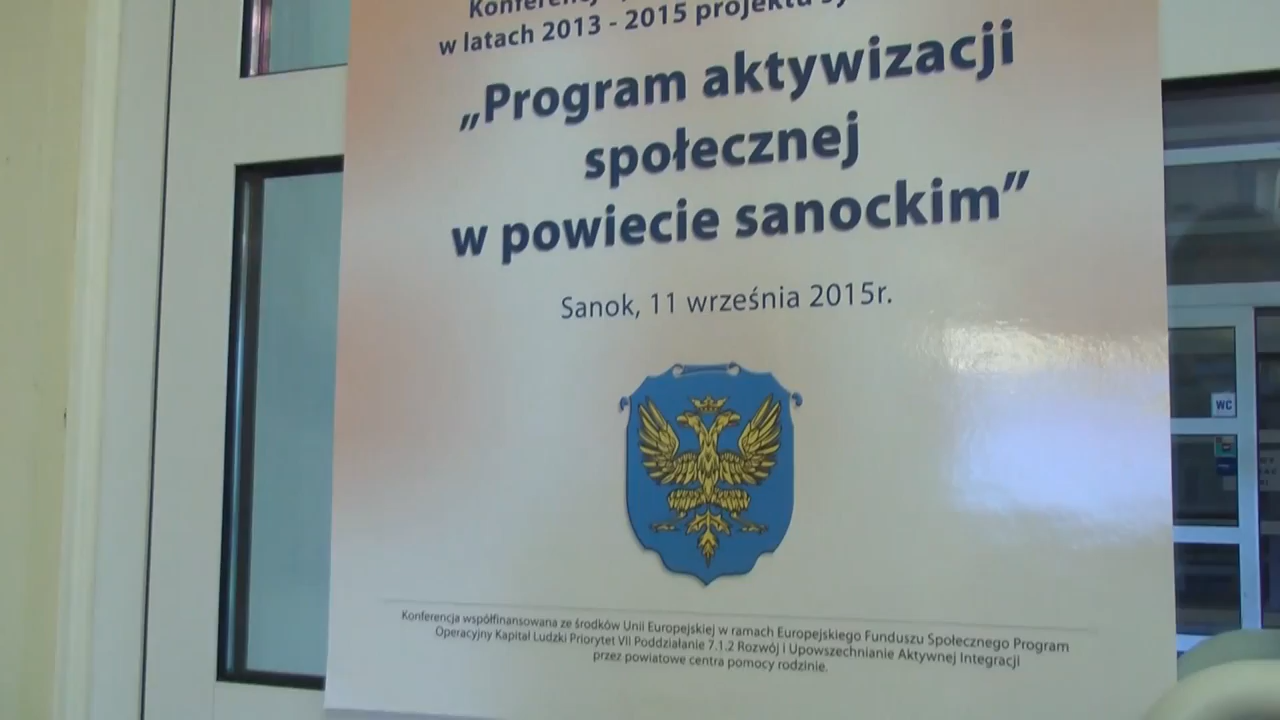 w latach 2013 - 2015 projektu
„Program aktywizacji
społecznej
w powiecie sanockim”
Sanok, 11 września 2015r.
Konferencja współfinansowana ze środków Unii Europejskiej w ramach Europejskiego Funduszu Społecznego Program
Operacyjny Kapitał Ludzki Priorytet VII Poddziałanie 7.1.2 Rozwój i Upowszechnianie Aktywnej Integracji
przez powiatowe centra pomocy rodzinie.
WC